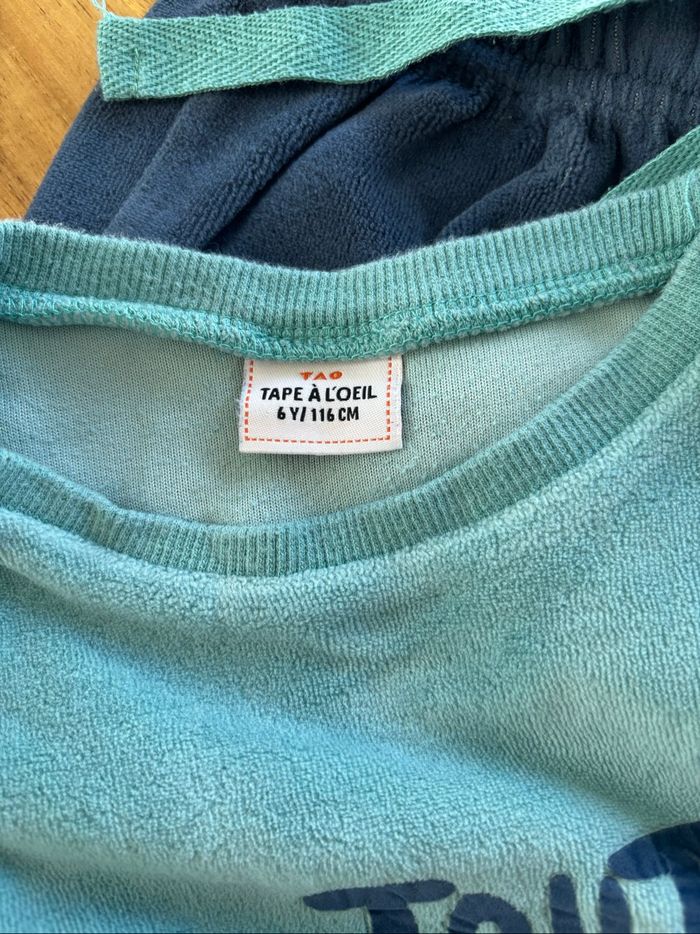 TAO
TAPE À L'OEIL
6 Y/ 116 CM